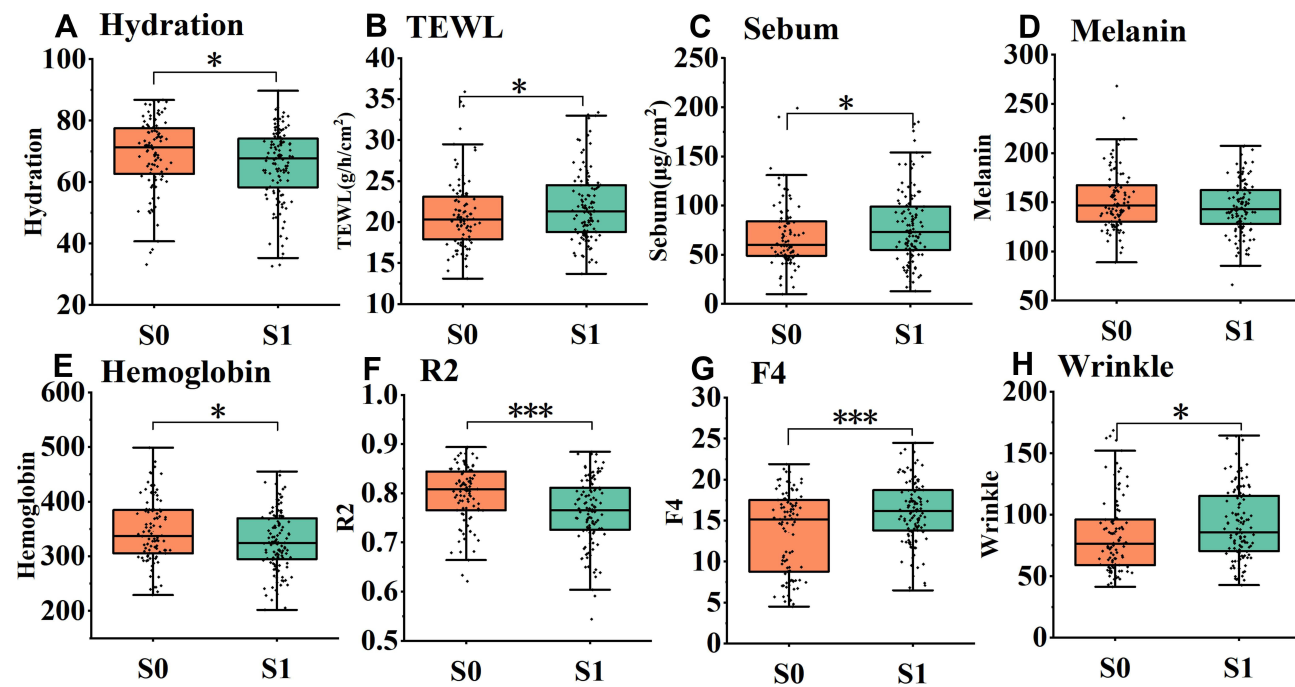 A Hydration
*
Hydration
100
80
60
40
20
S0 S1
B TEWL
*
TEWL(g/h/cm²)
40
35
30
25
20
15
10
S0 S1
C Sebum
*
Sebum(μg/cm²)
250
200
150
100
50
0
S0 S1
D Melanin
Melanin
300
250
200
150
100
50
S0 S1
E Hemoglobin
*
Hemoglobin
600
500
400
300
200
S0 S1
F R2
***
R2
1.0
0.9
0.8
0.7
0.6
0.5
S0 S1
G F4
***
F4
30
25
20
15
10
5
0
S0 S1
H Wrinkle
*
Wrinkle
200
150
100
50
0
S0 S1